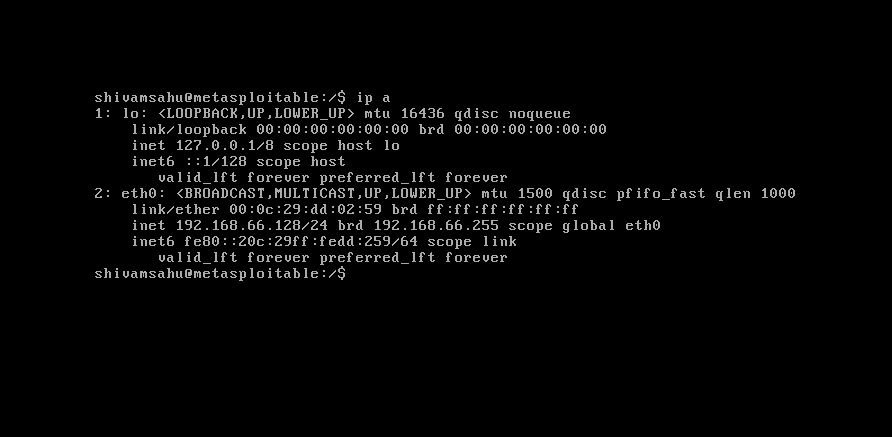 shivamsahu@metasploitable:/$ ip a
1: lo: <LOOPBACK,UP,LOWER_UP> mtu 16436 qdisc noqueue
    link/loopback 00:00:00:00:00:00 brd 00:00:00:00:00:00
    inet 127.0.0.1/8 scope host lo
    inet6 ::1/128 scope host
       valid_lft forever preferred_lft forever
2: eth0: <BROADCAST,MULTICAST,UP,LOWER_UP> mtu 1500 qdisc pfifo_fast qlen 1000
    link/ether 00:0c:29:dd:02:59 brd ff:ff:ff:ff:ff:ff
    inet 192.168.66.128/24 brd 192.168.66.255 scope global eth0
    inet6 fe80::20c:29ff:fedd:259/64 scope link
       valid_lft forever preferred_lft forever
shivamsahu@metasploitable:/$